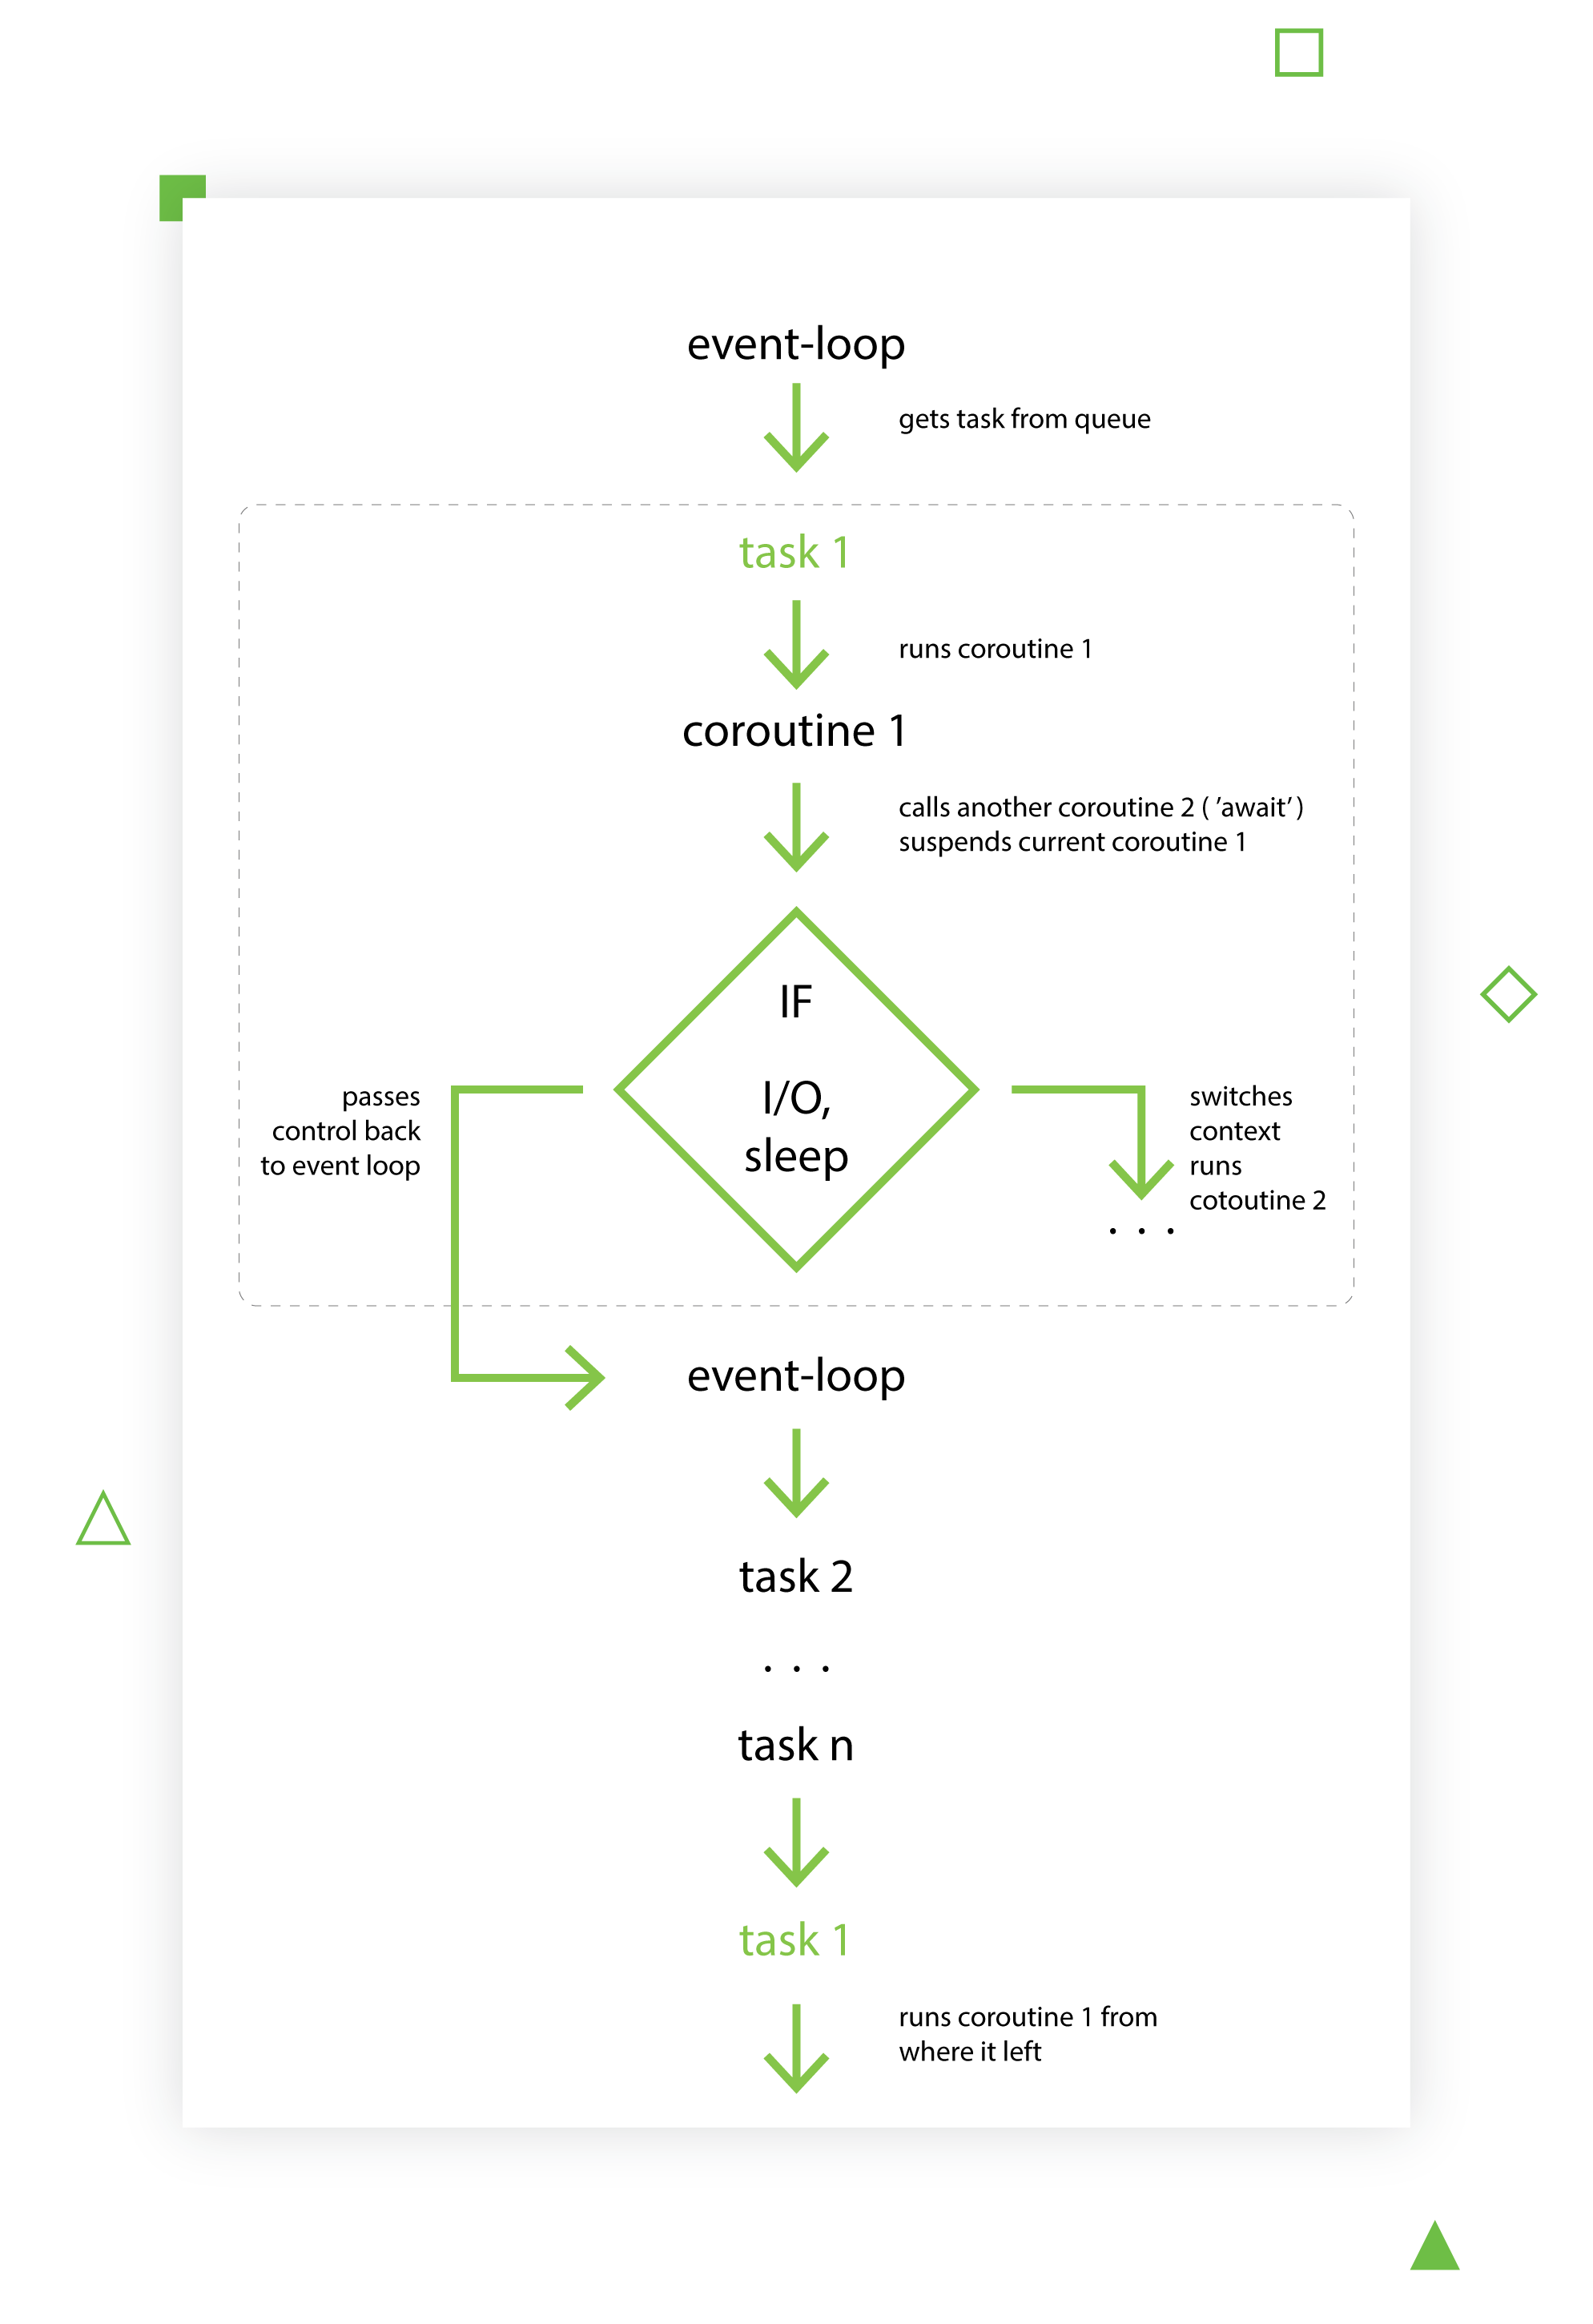 event-loop
gets task from queue
task 1
runs coroutine 1
coroutine 1
calls another coroutine 2 ( ’await’ )
suspends current coroutine 1
IF
I/O,
sleep
passes
control back
to event loop
switches
context
runs
cotoutine 2
. . .
event-loop
task 2
. . .
task n
task 1
runs coroutine 1 from
where it left